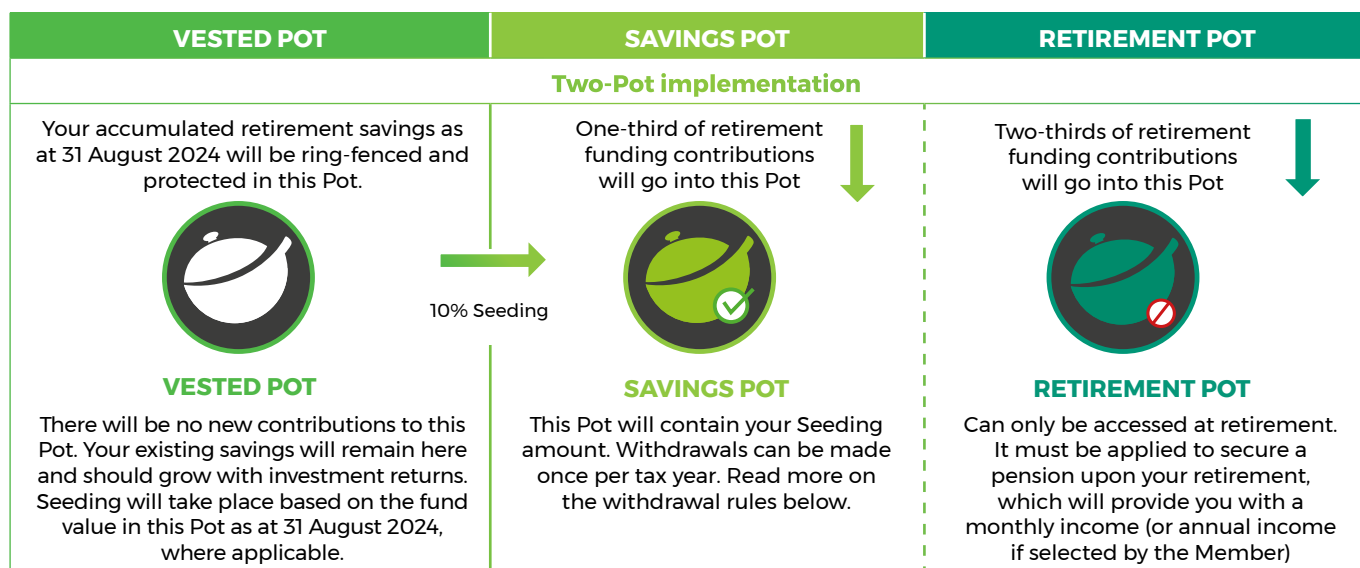 VESTED POT
SAVINGS POT
RETIREMENT POT
Two-Pot implementation
Your accumulated retirement savings as
at 31 August 2024 will be ring-fenced and
protected in this Pot.
10% Seeding
VESTED POT
There will be no new contributions to this
Pot. Your existing savings will remain here
and should grow with investment returns.
Seeding will take place based on the fund
value in this Pot as at 31 August 2024,
where applicable.
One-third of retirement
funding contributions
will go into this Pot
SAVINGS POT
This Pot will contain your Seeding
amount. Withdrawals can be made
once per tax year. Read more on
the withdrawal rules below.
Two-thirds of retirement
funding contributions
will go into this Pot
RETIREMENT POT
Can only be accessed at retirement.
It must be applied to secure a
pension upon your retirement,
which will provide you with a
monthly income (or annual income
if selected by the Member)